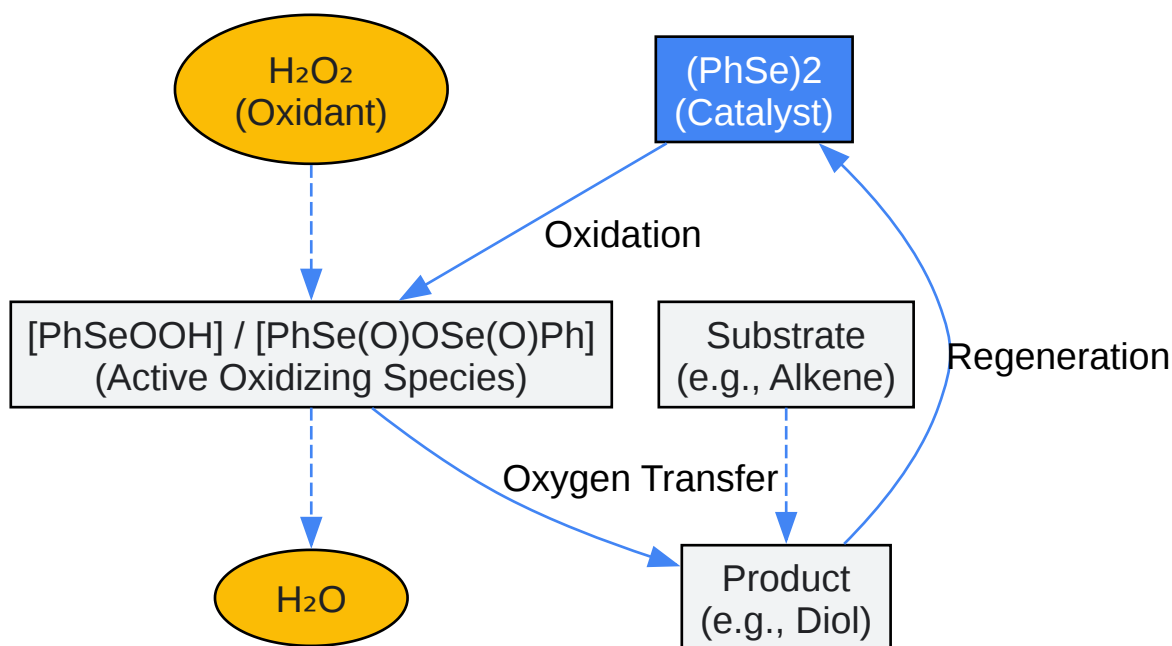 H₂O₂
(Oxidant)
(PhSe)2
(Catalyst)
Oxidation
[PhSeOOH] / [PhSe(O)OSe(O)Ph]
(Active Oxidizing Species)
Substrate
(e.g., Alkene)
Regeneration
Oxygen Transfer
H₂O
Product
(e.g., Diol)